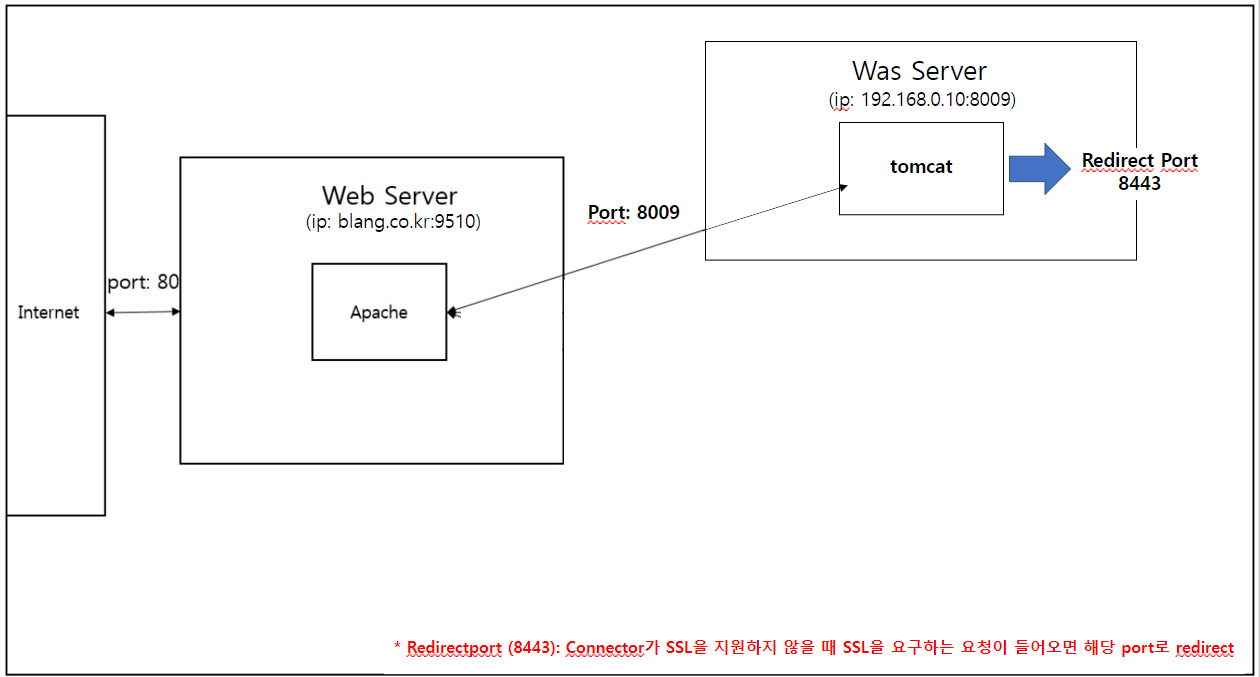 Was Server
(ip: 192.168.0.10:8009)
tomcat
Redirect Port
8443
Web Server
(ip: blang.co.kr:9510)
Port: 8009
port: 80
Internet
Apache
* Redirectport (8443): Connector가 SSL을 지원하지 않을 때 SSL을 요구하는 요청이 들어오면 해당 port로 redirect